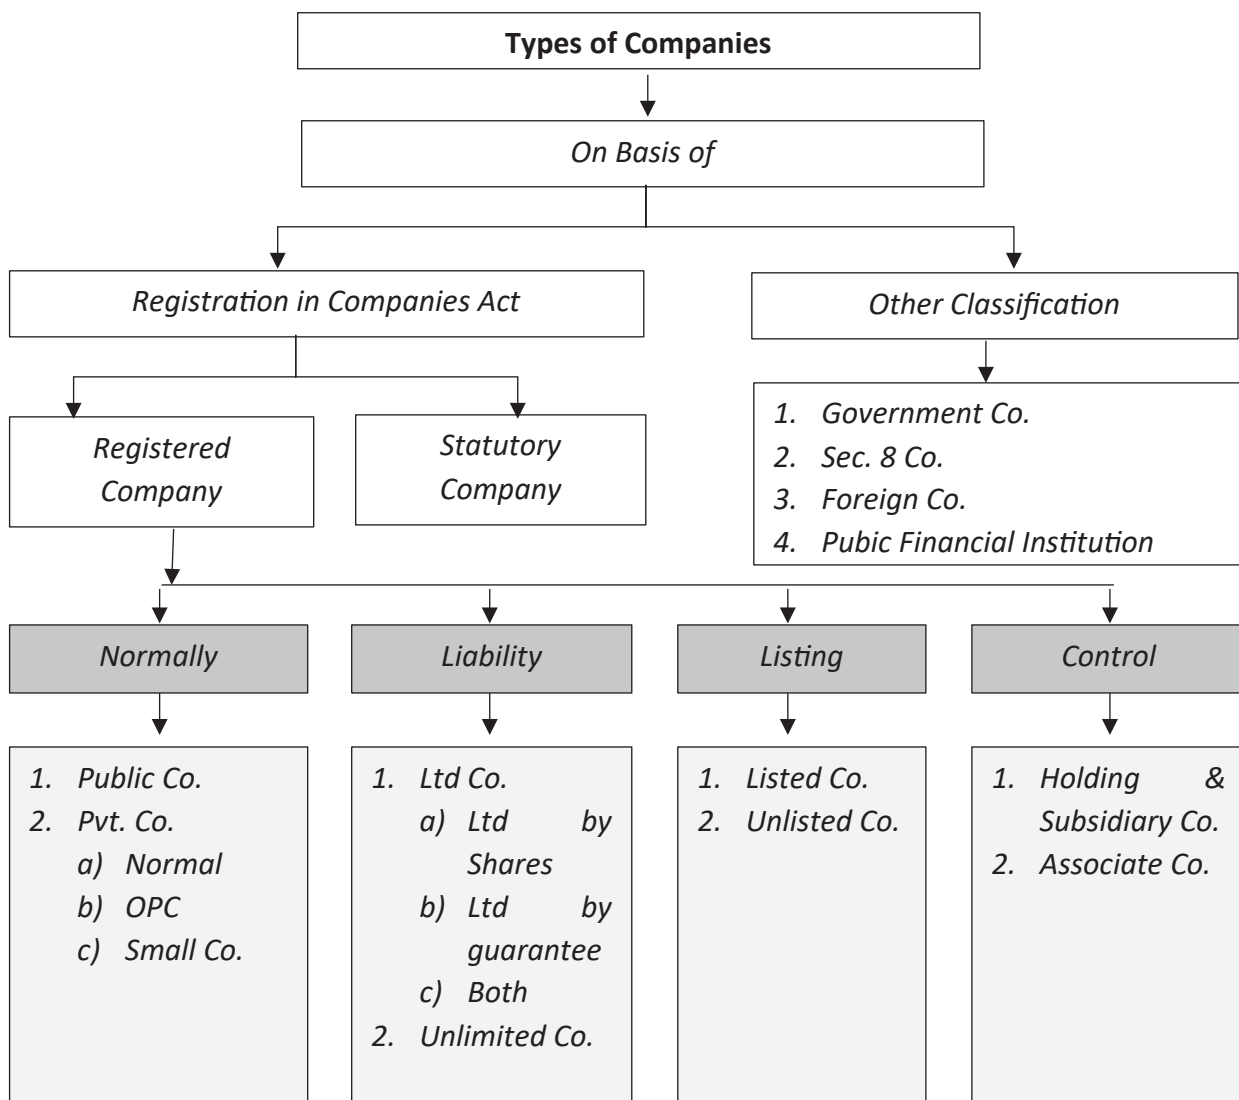 Types of Companies
On Basis of
Registration in Companies Act
Other Classification
Registered
Company
Statutory
Company
1. Government Co.
2. Sec. 8 Co.
3. Foreign Co.
4. Pubic Financial Institution
Normally
Liability
Listing
Control
1. Public Co.
2. Pvt. Co.
a) Normal
b) OPC
c) Small Co.
1. Ltd Co.
a) Ltd by
Shares
b) Ltd by
guarantee
c) Both
2. Unlimited Co.
1. Listed Co.
2. Unlisted Co.
1. Holding &
Subsidiary Co.
2. Associate Co.